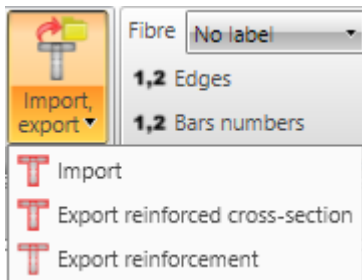 Import,
export
Fibre No label
1,2 Edges
1,2 Bars numbers
Import
Export reinforced cross-section
Export reinforcement